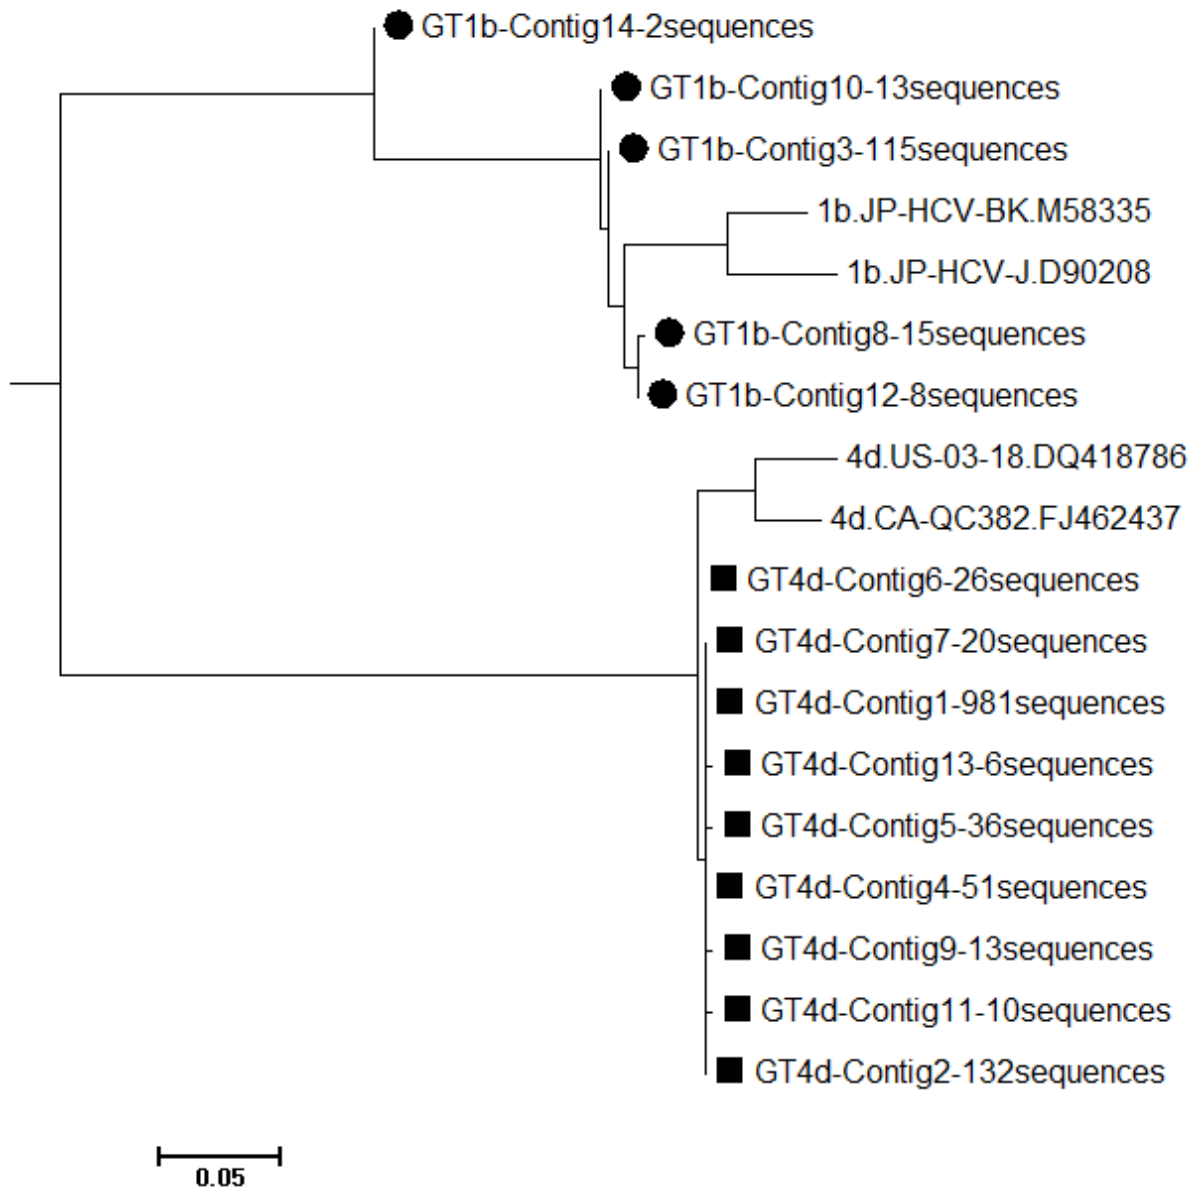 GT1b-Contig14-2sequences
GT1b-Contig10-13sequences
GT1b-Contig3-115sequences
1b.JP-HCV-BK.M58335
1b.JP-HCV-J.D90208
GT1b-Contig8-15sequences
GT1b-Contig12-8sequences
4d.US-03-18.DQ418786
4d.CA-QC382.FJ462437
GT4d-Contig6-26sequences
GT4d-Contig7-20sequences
GT4d-Contig1-981sequences
GT4d-Contig13-6sequences
GT4d-Contig5-36sequences
GT4d-Contig4-51sequences
GT4d-Contig9-13sequences
GT4d-Contig11-10sequences
GT4d-Contig2-132sequences
0.05